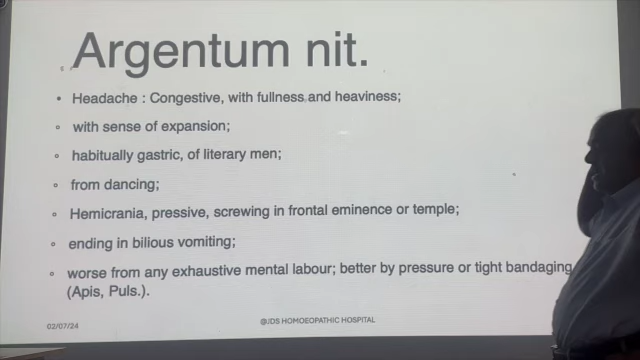 Argentum nit.
• Headache : Congestive, with fullness and heaviness;
∘ with sense of expansion;
∘ habitually gastric, of literary men;
∘ from dancing;
∘ Hemicrania, pressive, screwing in frontal eminence or temple;
∘ ending in bilious vomiting;
∘ worse from any exhaustive mental labour; better by pressure or tight bandaging
(Apis, Puls.).
02/07/24
@JDS HOMOEOPATHIC HOSPITAL